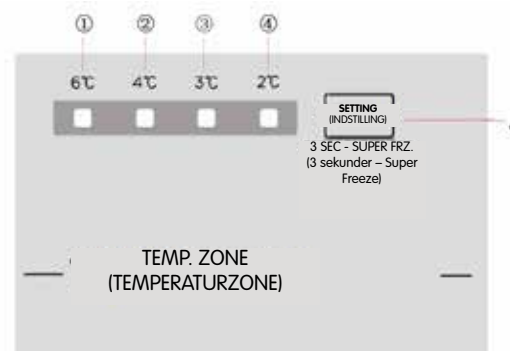 ① ② ③ ④
6℃ 4℃ 3℃ 2℃
SETTING
(INDSTILLING)
3 SEC - SUPER FRZ.
(3 sekunder – Super
Freeze)
TEMP. ZONE
(TEMPERATURZONE)